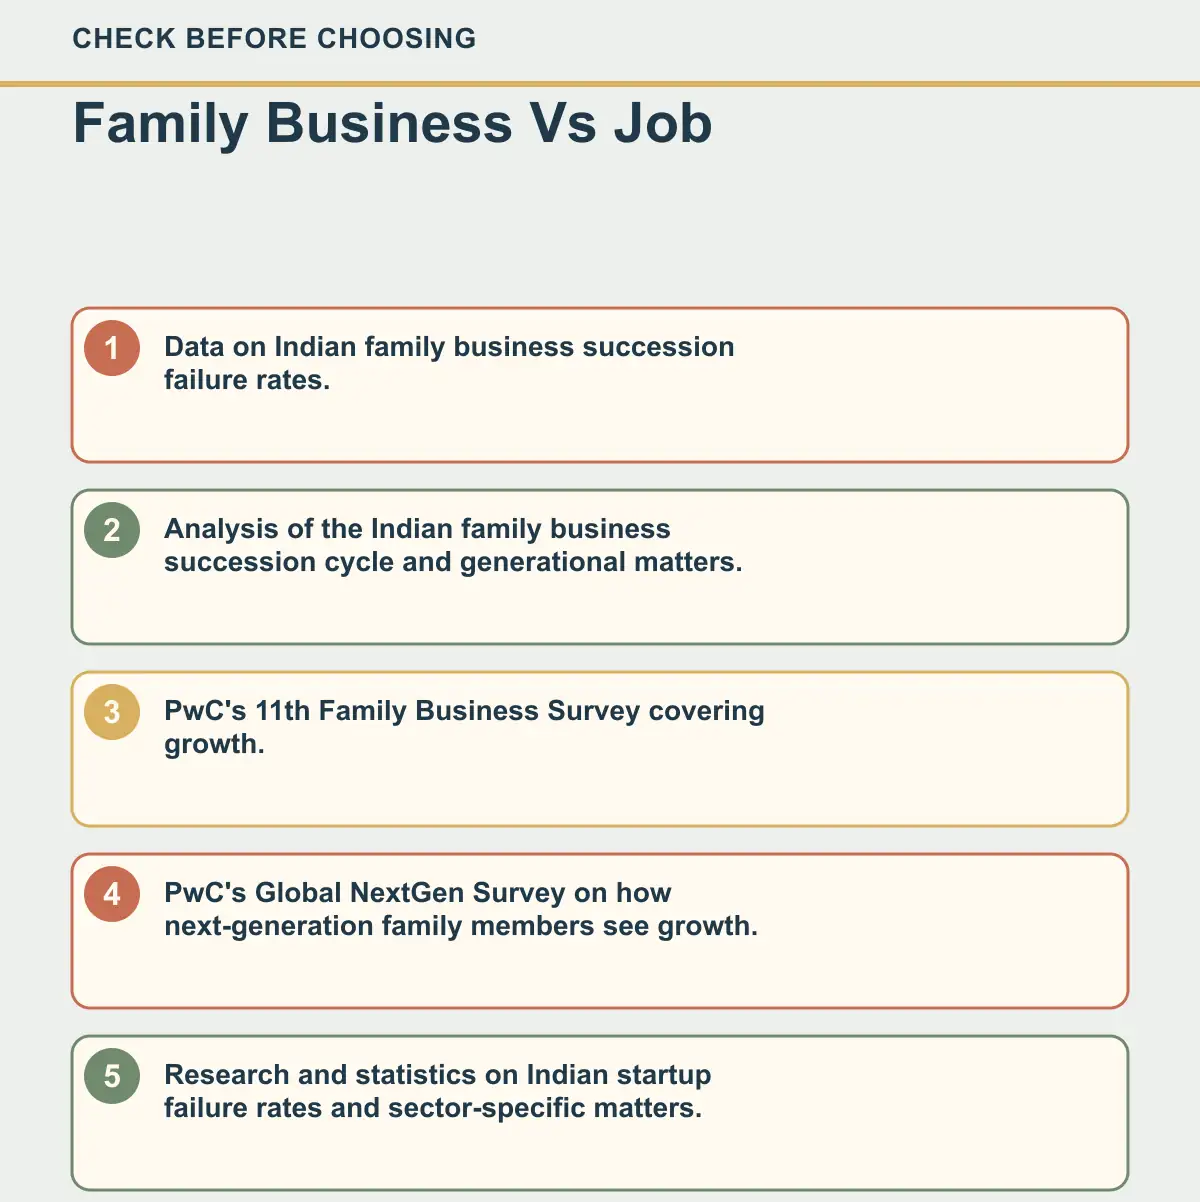 CHECK BEFORE CHOOSING
Family Business Vs Job
1
Data on Indian family business succession
failure rates.
2
Analysis of the Indian family business
succession cycle and generational matters.
3
PwC's 11th Family Business Survey covering
growth.
4
PwC's Global NextGen Survey on how
next-generation family members see growth.
5
Research and statistics on Indian startup
failure rates and sector-specific matters.